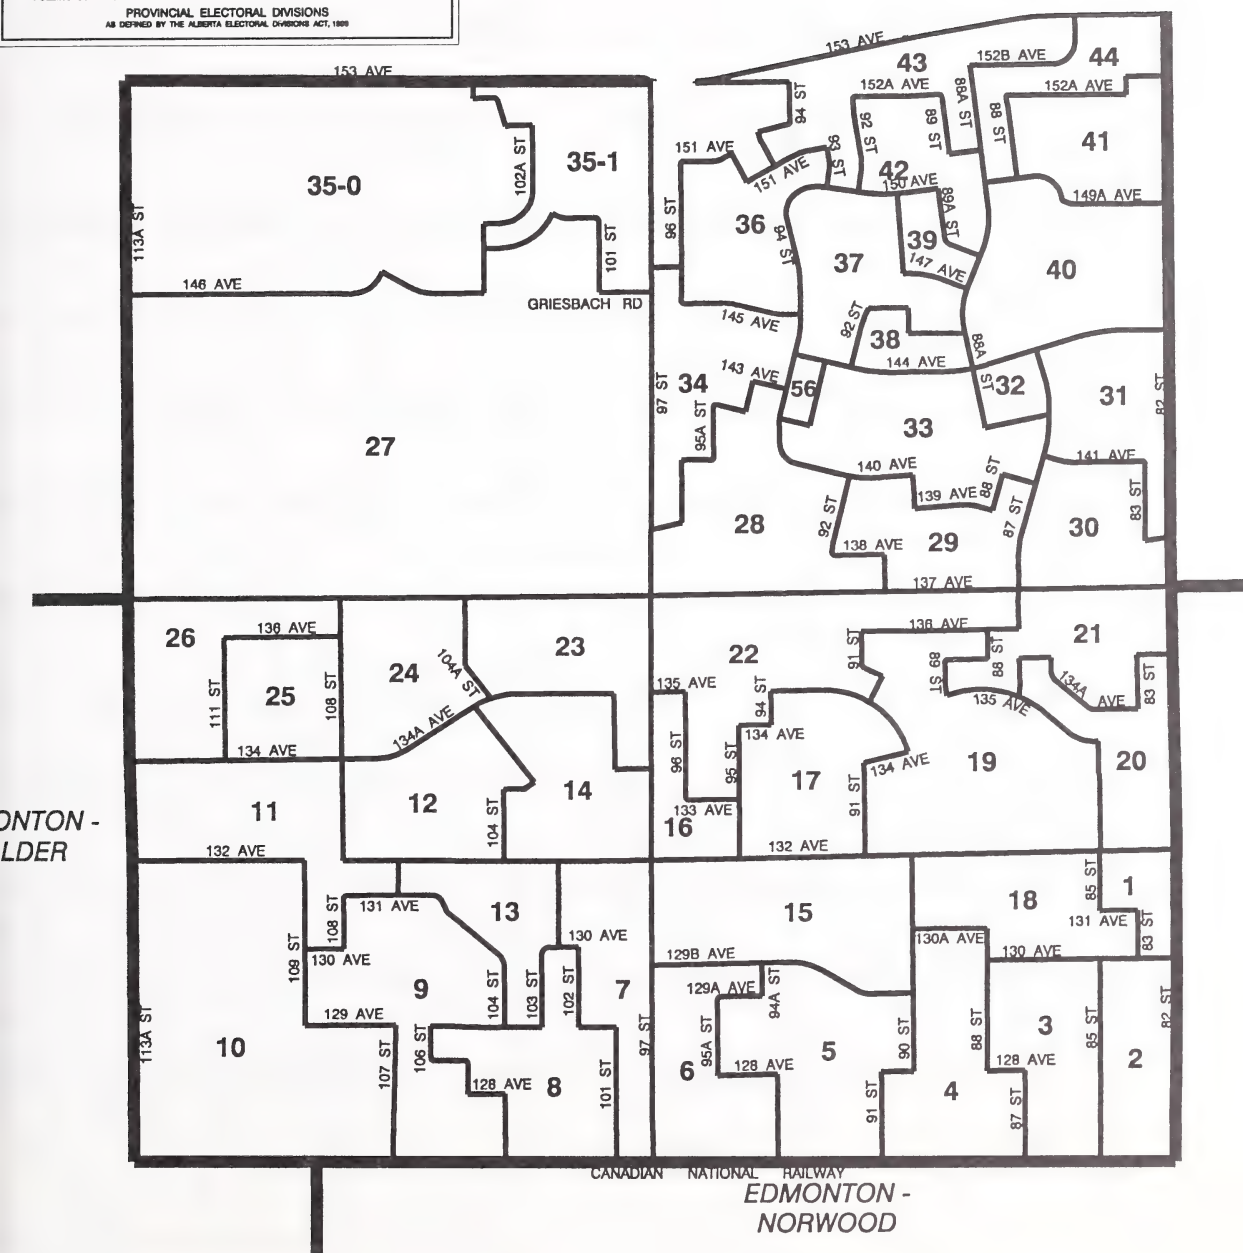 PROVINCIAL ELECTORAL DIVISIONS
AS DEFINED BY THE ALBERTA ELECTORAL DIVISIONS ACT,
153 AVE
153 AVE
43
152B AVE
44
152A AVE
88A ST
152A AVE
94 ST
92 ST
89 ST
88 ST
41
35-0
102A ST
35-1
151 AVE
151 AVE
93 ST
42
150 AVE
89A ST
149A AVE
113A ST
96 ST
36
94 ST
39
101 ST
37
147 AVE
40
146 AVE
GRIESBACH RD
145 AVE
92 ST
38
88A ST
144 AVE
143 AVE
34
56
32
31
82 ST
97 ST
95A ST
33
27
140 AVE
141 AVE
88 ST
139 AVE
83 ST
28
92 ST
87 ST
30
138 AVE
29
137 AVE
26
136 AVE
23
136 AVE
21
104A ST
22
91 ST
88 ST
24
89 ST
134A AVE
83 ST
111 ST
25
108 ST
135 AVE
94 ST
135 AVE
134A AVE
134 AVE
134 AVE
96 ST
95 ST
134 AVE
19
20
17
14
12
91 ST
11
104 ST
133 AVE
16
ONTON -
LDER
132 AVE
132 AVE
85 ST
1
131 AVE
108 ST
13
15
18
131 AVE
83 ST
130 AVE
130A AVE
109 ST
130 AVE
129B AVE
130 AVE
9
104 ST
103 ST
102 ST
7
129A AVE
94A ST
82 ST
129 AVE
113A ST
10
106 ST
97 ST
95A ST
5
90 ST
88 ST
3
85 ST
2
107 ST
128 AVE
8
101 ST
6
128 AVE
91 ST
4
128 AVE
87 ST
CANADIAN NATIONAL RAILWAY
EDMONTON -
NORWOOD